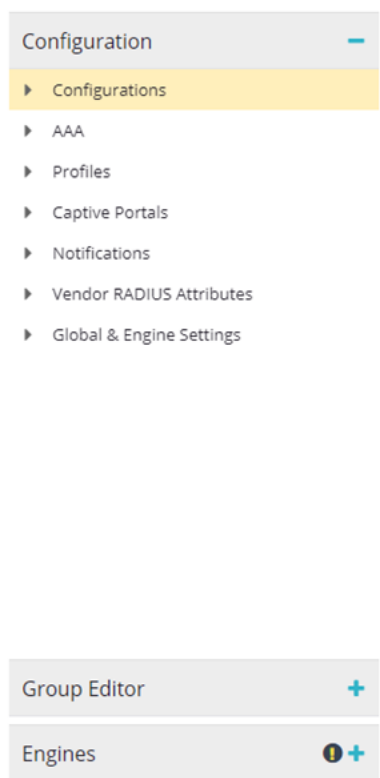 Configuration
Configurations
AAA
Profiles
Captive Portals
Notifications
Vendor RADIUS Attributes
Global & Engine Settings
Group Editor
Engines